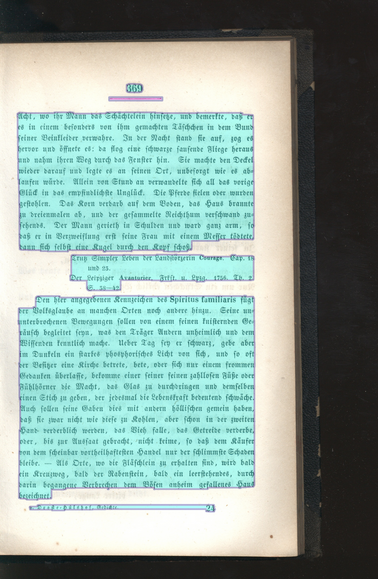 369
Acht, wo ihr Mann das Schächtelein hinsetze, und bemerkte, daß er
es in einem besonders von ihm gemachten Täschchen in dem Bund
seiner Beinkleider verwahre. In der Nacht stand sie auf, zog es
hervor und öffnete es: da flog eine schwarze sausende Fliege heraus
und nahm ihren Weg durch das Fenster hin. Sie machte den Deckel
wieder darauf und legte es an seinen Ort, unbesorgt wie es ab-
laufen würde. Allein von Stund an verwandelte sich all das vorige
Glück in das empfindlichste Unglück. Die Pferde fielen oder wurden
gestohlen. Das Korn verdarb auf dem Boden, das Haus brannte
zu dreienmalen ab, und der gesammelte Reichthum verschwand zu-
sehends. Der Mann gerieth in Schulden und ward ganz arm, so
daß er in Verzweiflung erst seine Frau mit einem Messer tödtete,
dann sich selbst eine Kugel durch den Kopf schoß.
Trutz Simplex Leben der Landstörzerin Courage. Cap. 18
und 23.
Der Leipziger Avanturier. Frkft. u. Lpzg. 1756. Th. 2.
S. 38–42.
Den hier angegebenen Kennzeichen des Spiritus familiaris fügt
der Volksglaube an manchen Orten noch andere hinzu. Seine un-
unterbrochenen Bewegungen sollen von einem feinen knisternden Ge-
räusch begleitet seyn, was den Träger Andern unheimlich und dem
Wissenden kenntlich mache. Ueber Tag sey er schwarz, gebe aber
im Dunkeln ein starkes phosphorisches Licht von sich, und so oft
der Besitzer eine Kirche betrete, bete, oder sich nur einem frommen
Gedanken überlasse, bekomme einer seiner feinen zahllosen Füße oder
Fühlhörner die Macht, das Glas zu durchdringen und demselben
einen Stich zu geben, der jedesmal die Lebenskraft bedeutend schwäche.
Auch sollen seine Gaben dies mit andern höllischen gemein haben,
daß sie zwar nicht wie diese zu Kohlen, aber schon in der zweiten
Hand verderblich werden, das Vieh falle, das Getreide verderbe,
oder, bis zur Aussaat gebracht, nicht keime, so daß dem Käufer
von dem scheinbar vortheilhaftesten Handel nur der schlimmste Schaden
bleibe. — Als Orte, wo die Fläschlein zu erhalten sind, wird bald
ein Kreuzweg, bald der Rabenstein, bald ein leerstehendes, durch
darin begangene Verbrechen dem Bösen anheim gefallenes Haus
bezeichnet.
24